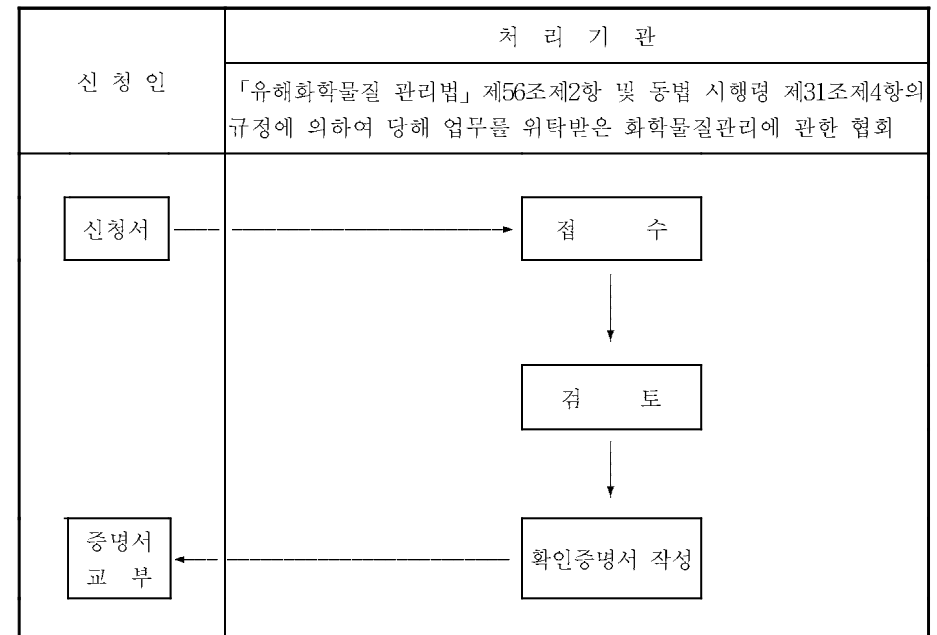 처 리 기 관
신 청 인
「유해화학물질 관리법」제56조제2항 및 동법 시행령 제31조제4항의
규정에 의하여 당해 업무를 위탁받은 화학물질관리에 관한 협회
신청서
접 수
검 토
증명서
교 부
확인증명서 작성